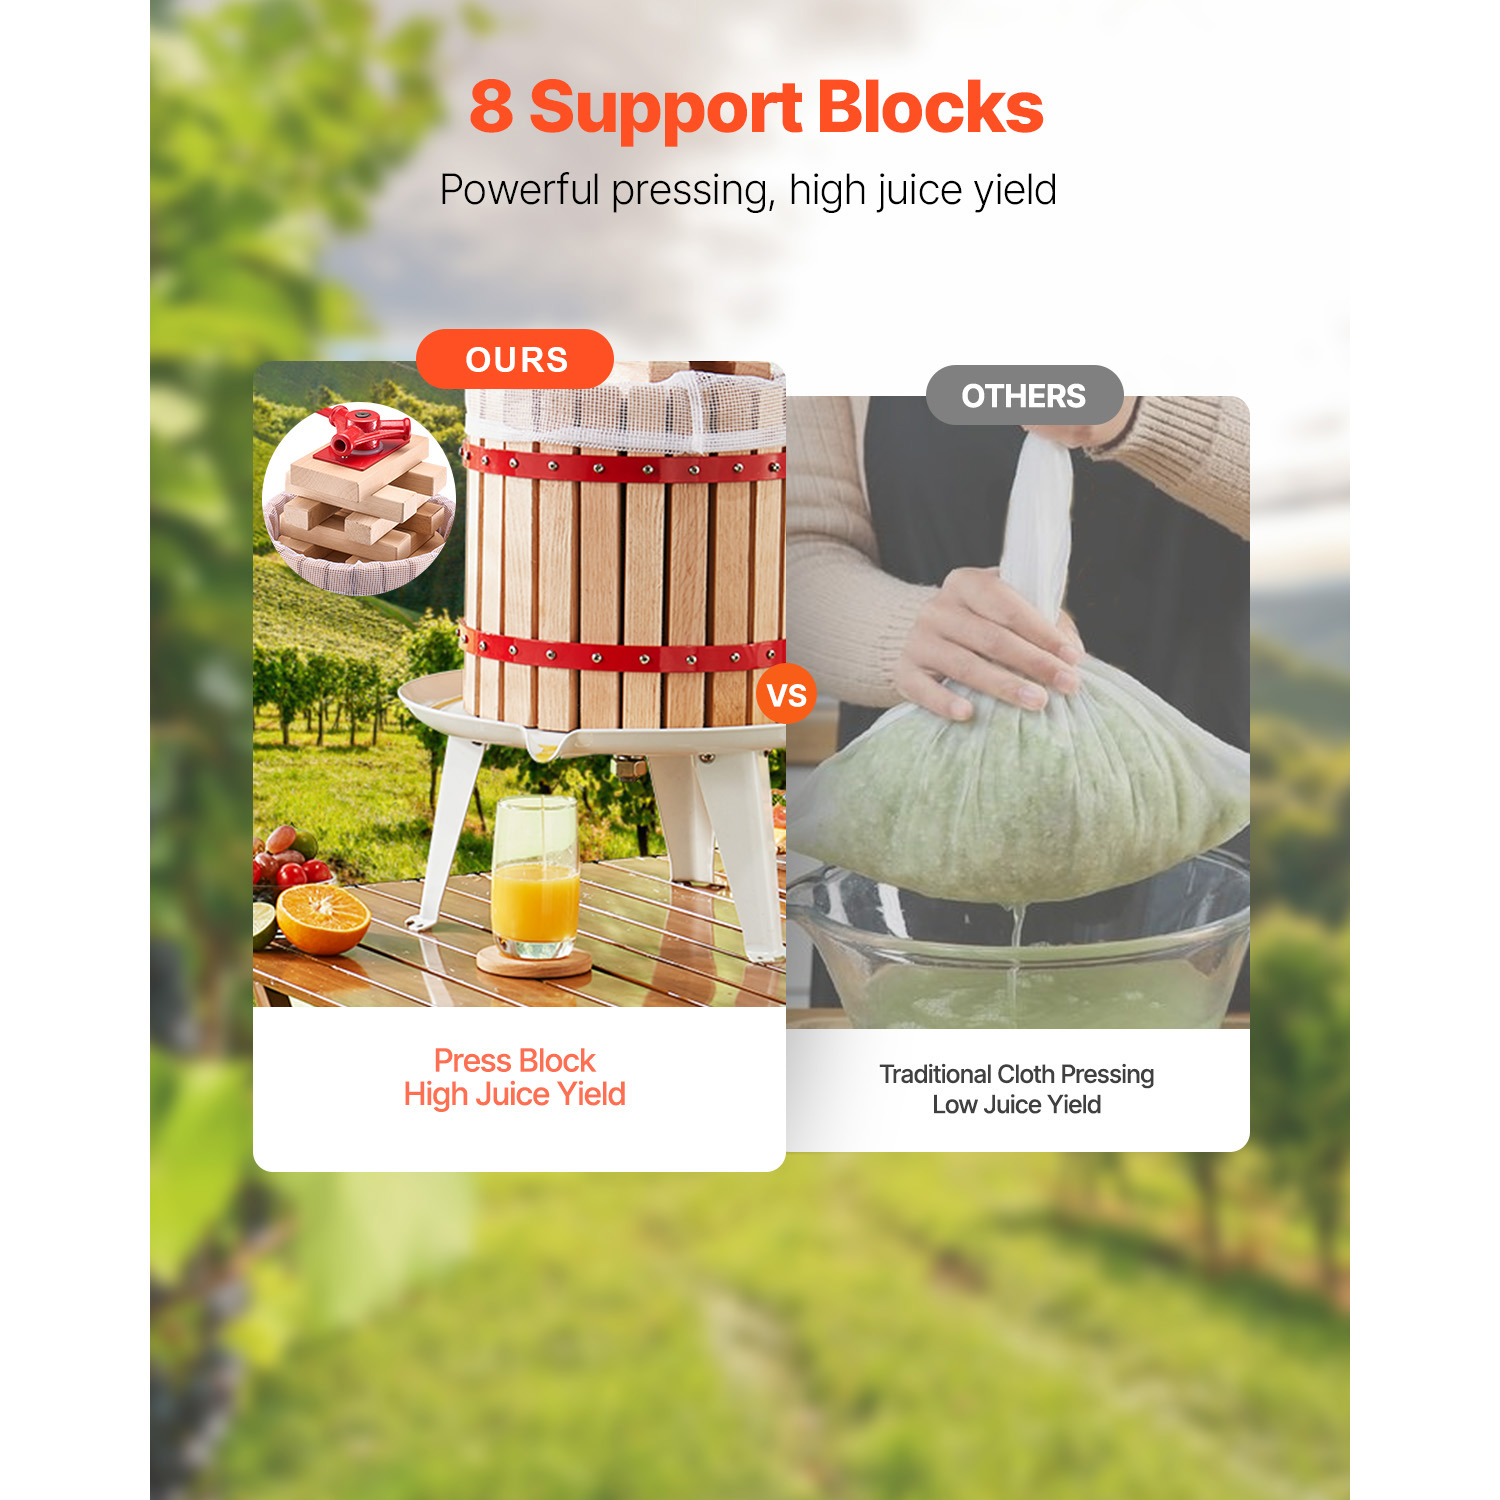 8 Support Blocks
Powerful pressing, high juice yield
OURS
OTHERS
VS
Press Block
High Juice Yield
Traditional Cloth Pressing
Low Juice Yield